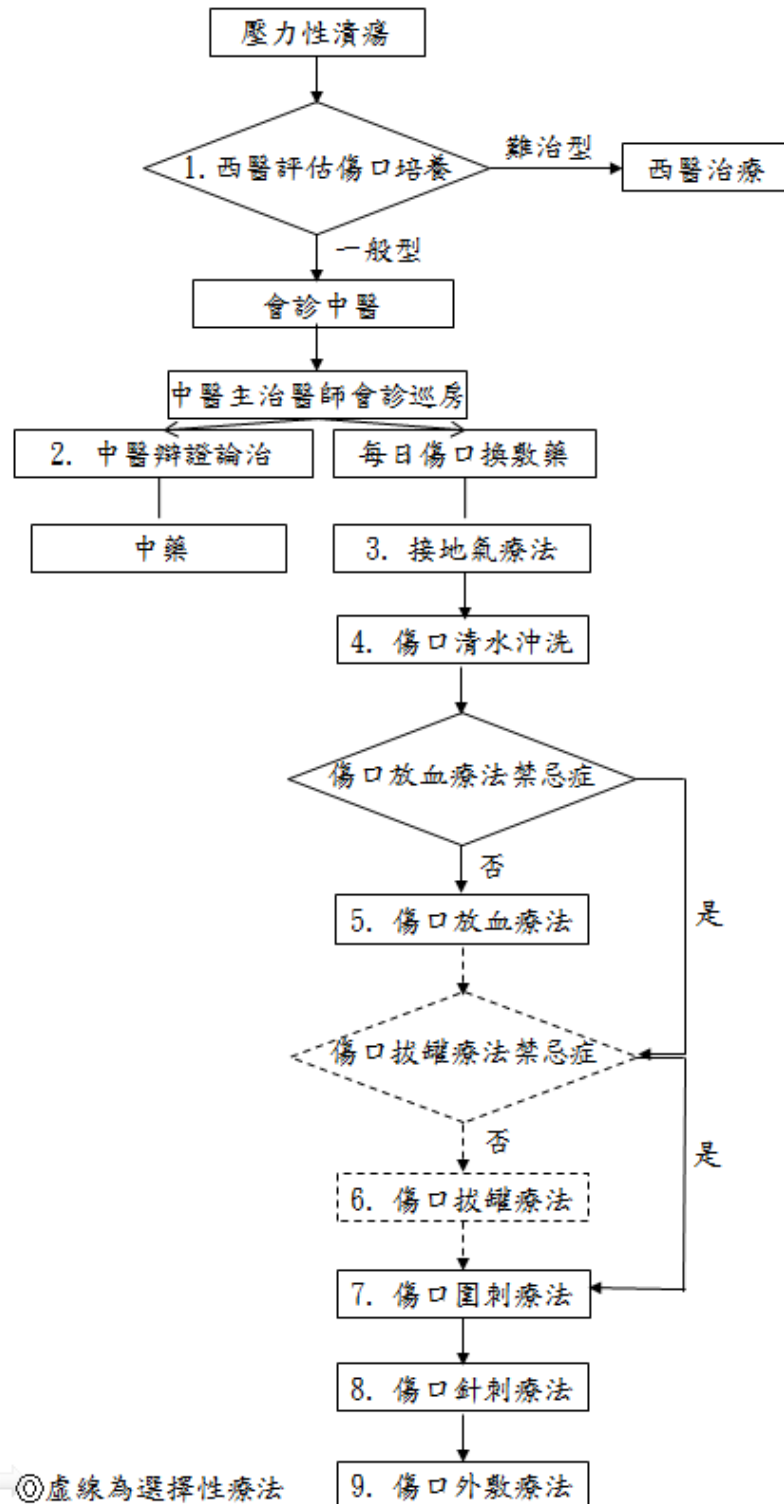 壓力性潰瘍
1. 西醫評估傷口培養
難治型
西醫治療
一般型
會診中醫
中醫主治醫師會診巡房
2. 中醫辯證論治
每日傷口換敷藥
中藥
3. 接地氣療法
4. 傷口清水沖洗
傷口放血療法禁忌症
否
是
5. 傷口放血療法
傷口拔罐療法禁忌症
否
是
6. 傷口拔罐療法
7. 傷口圍刺療法
8. 傷口針刺療法
◎虛線為選擇性療法
9. 傷口外敷療法